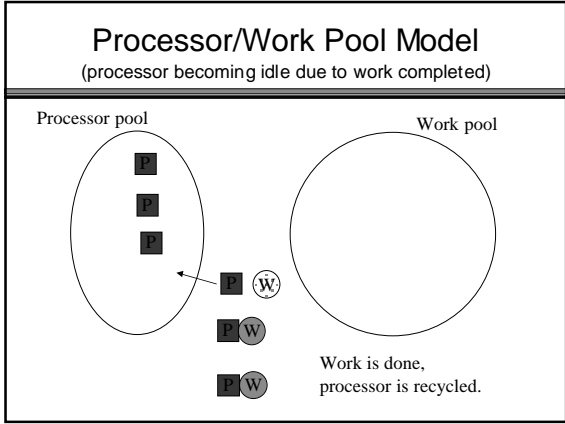 Processor/Work Pool Model
(processor becoming idle due to work completed)
Processor pool
Work pool
P
P
P
P W
P W
P W
Work is done,
processor is recycled.